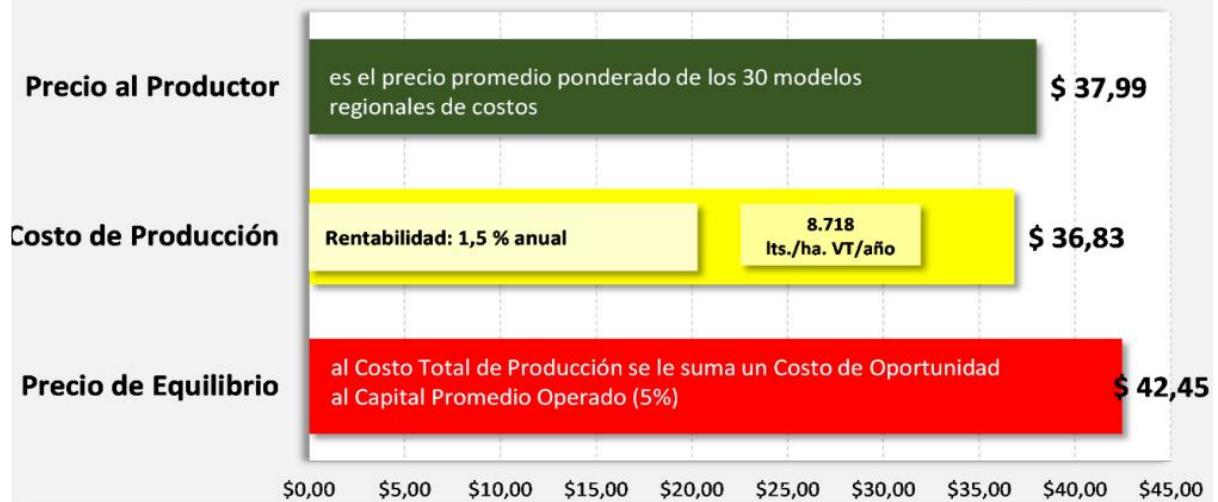 Precio al Productor
es el precio promedio ponderado de los 30 modelos
regionales de costos
$ 37,99
Costo de Producción
Rentabilidad: 1,5 % anual
8.718
lts./ha. VT/año
$ 36,83
Precio de Equilibrio
al Costo Total de Producción se le suma un Costo de Oportunidad
al Capital Promedio Operado (5%)
$ 42,45
$0,00 $5,00 $10,00 $15,00 $20,00 $25,00 $30,00 $35,00 $40,00 $45,00